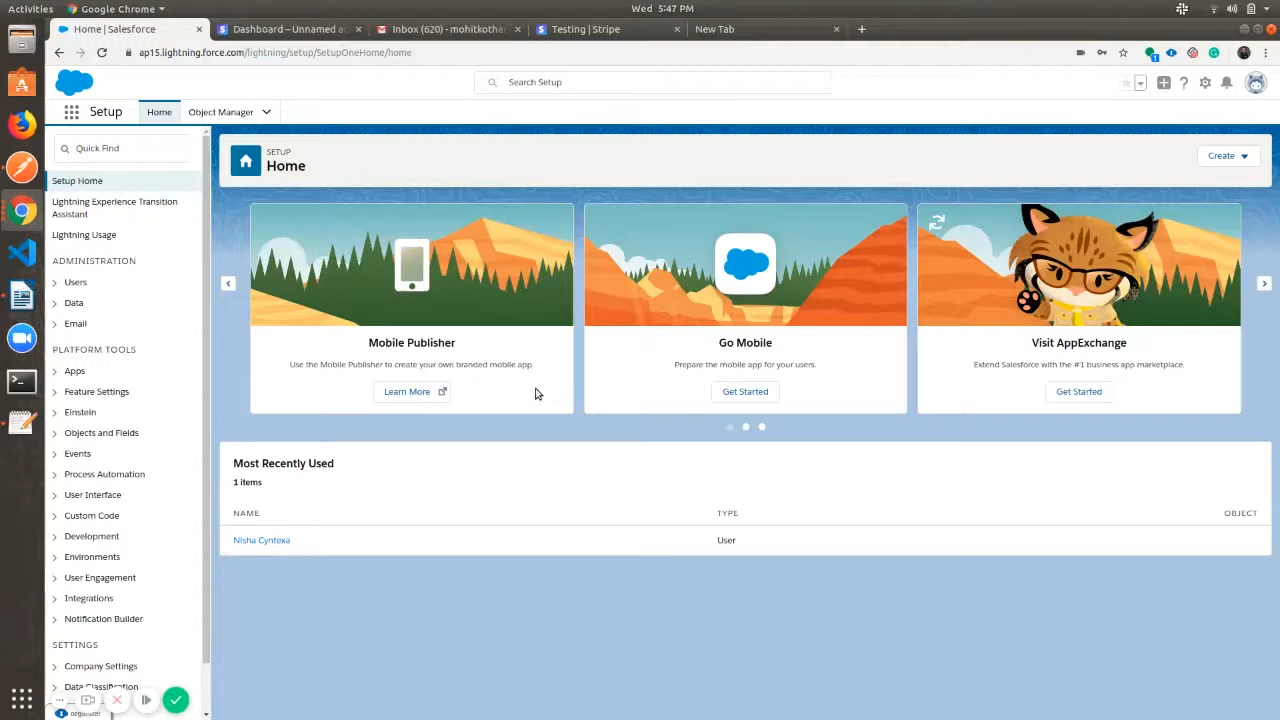 Activities
Google Chrome
Wed 5:47 PM
Home | Salesforce
Dashboard – Unnamed a
Inbox (620) - mohitkotha
Testing | Stripe
New Tab
ap15.lightning.force.com/lightning/setup/SetupOneHome/home
Search Setup
Setup
Home
Object Manager
Quick Find
Setup Home
Lightning Experience Transition
Assistant
Lightning Usage
ADMINISTRATION
Users
Data
Email
PLATFORM TOOLS
Apps
Feature Settings
Einstein
Objects and Fields
Events
Process Automation
User Interface
Custom Code
Development
Environments
User Engagement
Integrations
Notification Builder
SETTINGS
Company Settings
Data Classification
organizer
SETUP
Home
Create
Mobile Publisher
Use the Mobile Publisher to create your own branded mobile app.
Learn More
Go Mobile
Prepare the mobile app for your users.
Get Started
Visit AppExchange
Extend Salesforce with the #1 business app marketplace.
Get Started
Most Recently Used
1 items
NAME
TYPE
OBJECT
Nisha Cyntexa
User